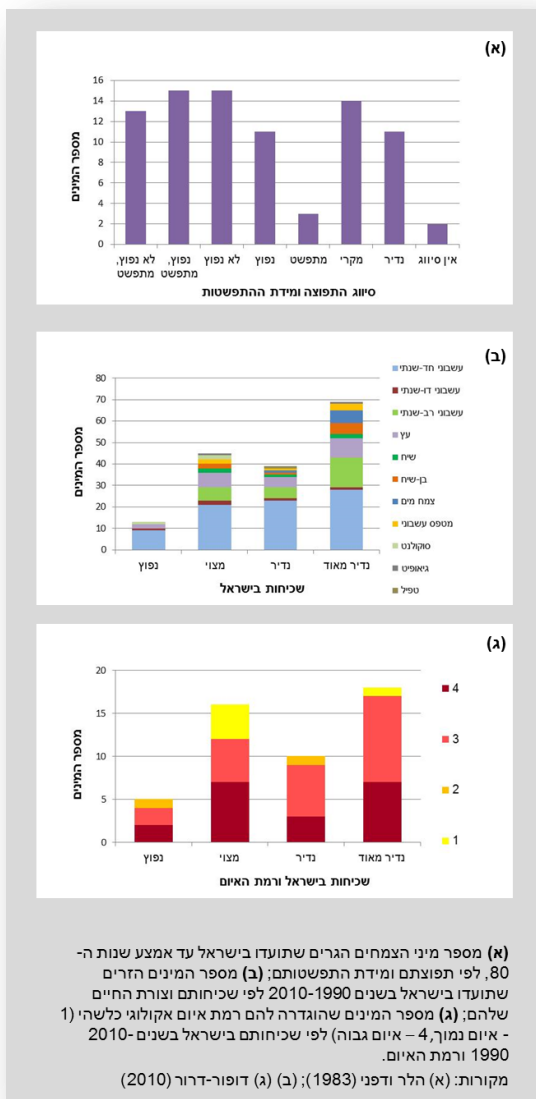 (א)
מספר המינים
16
14
12
10
8
6
4
2
0
לא נפוץ, מתפשט
נפוץ, מתפשט
לא נפוץ
נפוץ
מתפשט
מקרי
נדיר
אין סיווג
סיווג התפוצה ומידת ההתפשטות
(ב)
מספר המינים
80
70
60
50
40
30
20
10
0
נפוץ
מצוי
נדיר
נדיר מאוד
שכיחות בישראל
עשבוני חד-שנתי
עשבוני דו-שנתי
עשבוני רב-שנתי
עץ
שיח
בן-שיח
צמח מים
מטפס עשבוני
סוקולנט
גיאופיט
טפיל
(ג)
מספר המינים
20
15
10
5
0
נפוץ
מצוי
נדיר
נדיר מאוד
שכיחות בישראל ורמת האיום
4
3
2
1
(א) מספר מיני הצמחים הגרים שתועדו בישראל עד אמצע שנות ה-
80, לפי תפוצתם ומידת התפשטותם; (ב) מספר המינים הזרים
שתועדו בישראל בשנים 2010-1990 לפי שכיחותם וצורת החיים
שלהם; (ג) מספר המינים שהוגדרה להם רמת איום אקולוגי כלשהי (1
- איום נמוך, 4 – איום גבוה) לפי שכיחותם בישראל בשנים 2010-
1990 ורמת האיום.
מקורות: (א) הלר ודפני (1983); (ב) (ג) דופור-דרור (2010)